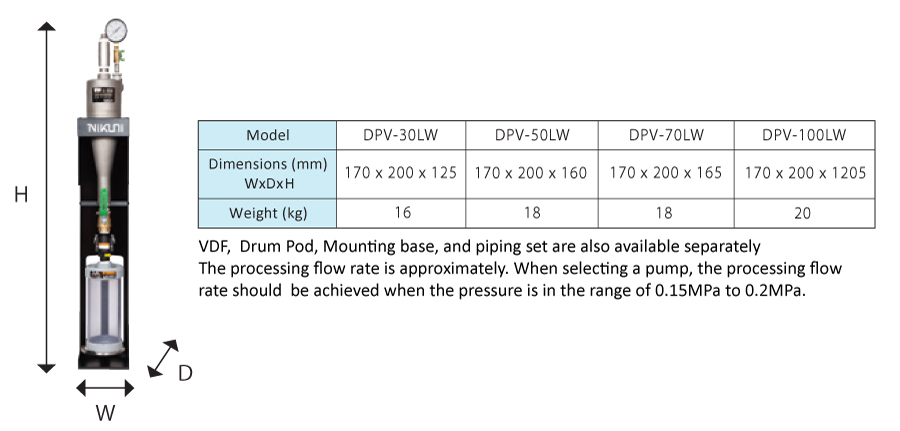 NIKUNI
H
D
W
Model DPV-30LW DPV-50LW DPV-70LW DPV-100LW
Dimensions (mm)
WxDxH 170 x 200 x 125 170 x 200 x 160 170 x 200 x 165 170 x 200 x 1205
Weight (kg) 16 18 18 20
VDF,  Drum Pod, Mounting base, and piping set are also available separately
The processing flow rate is approximately. When selecting a pump, the processing flow
rate should  be achieved when the pressure is in the range of 0.15MPa to 0.2MPa.